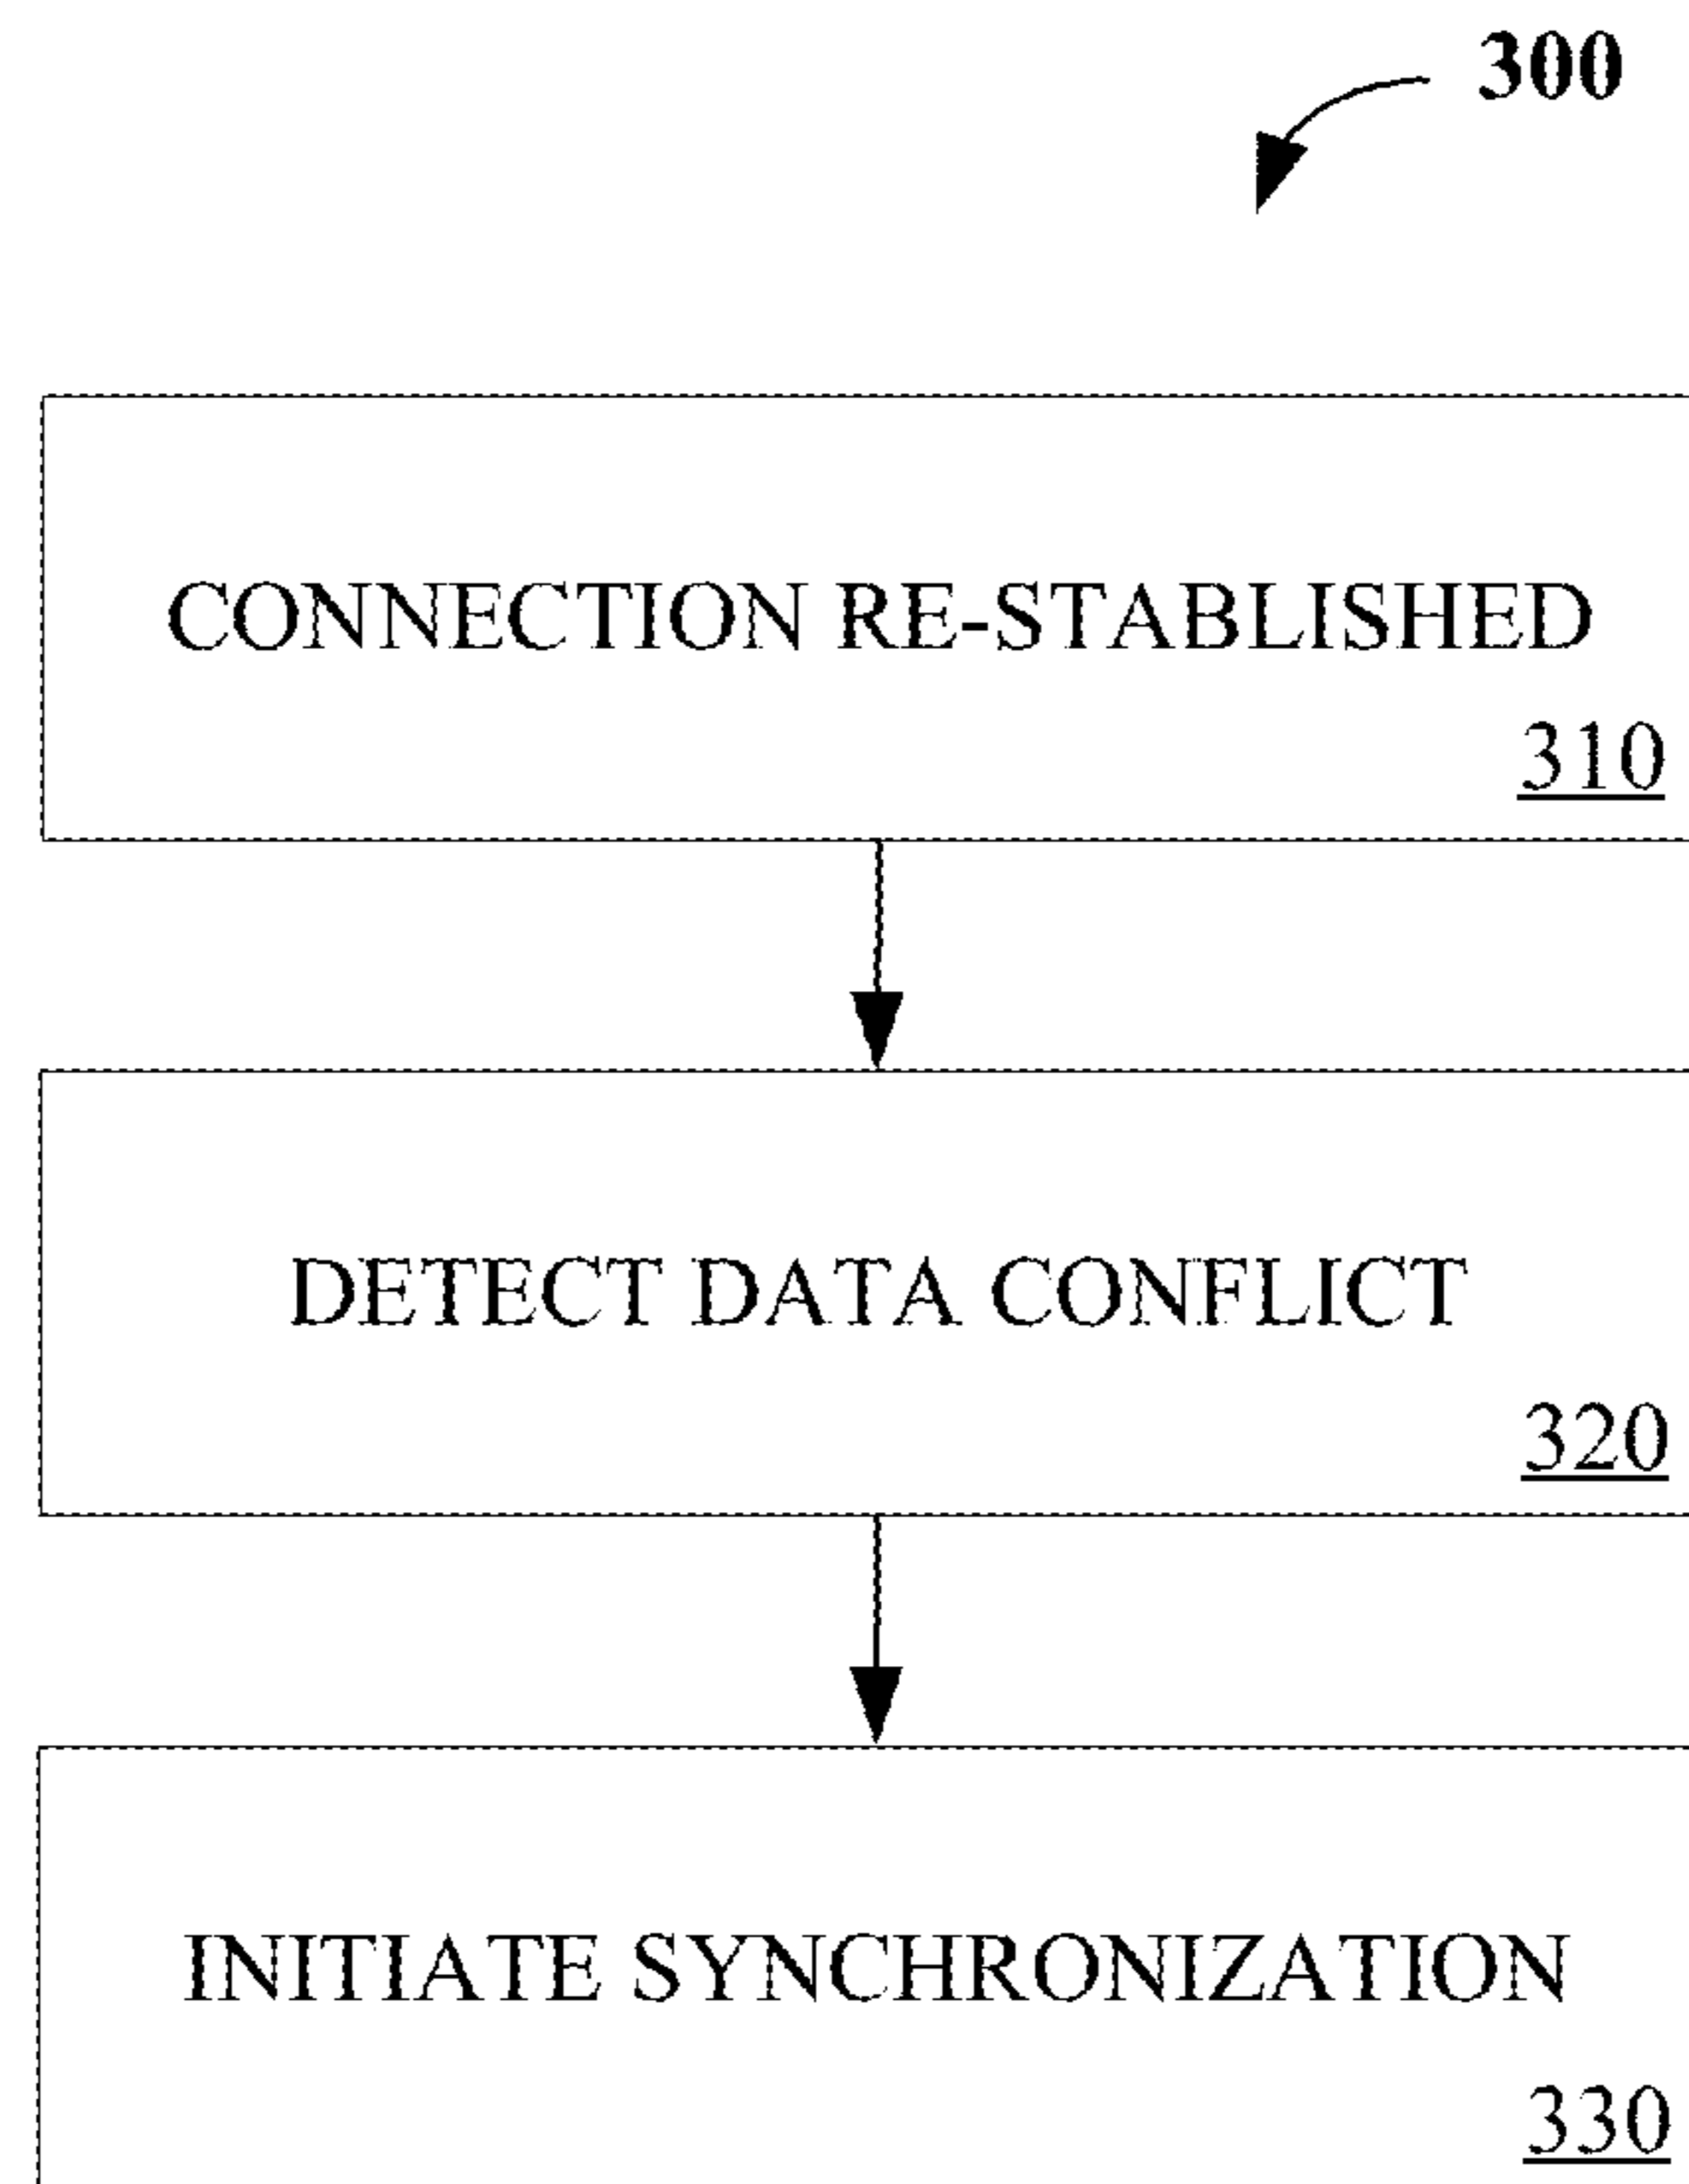 300
CONNECTION RE-STABLISHED
310
DETECT DATA CONFLICT
320
INITIATE SYNCHRONIZATION
330